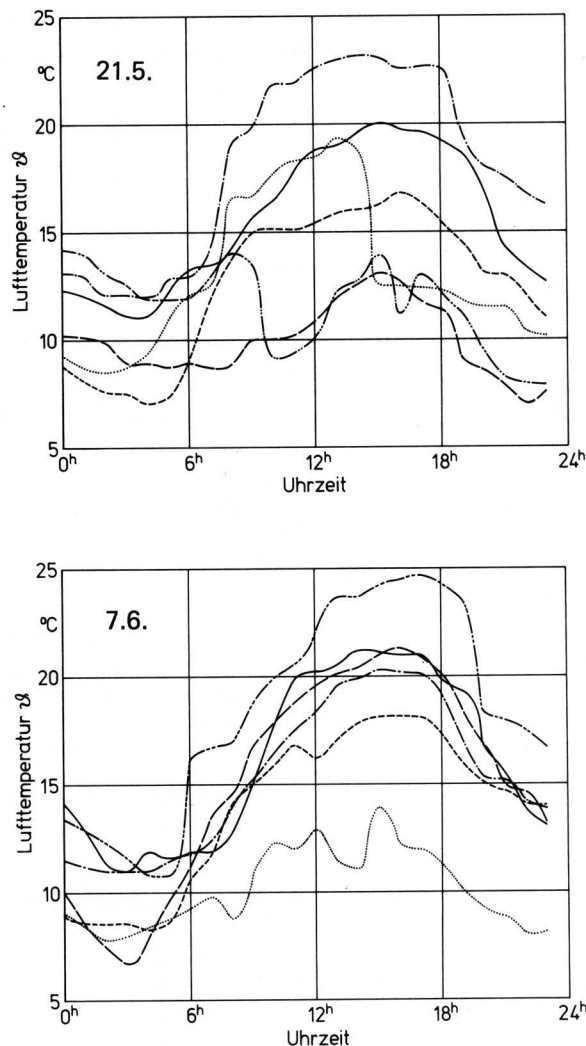 25
°C
21.5.
20
Lufttemperatur ϑ
15
10
5
0ʰ 6ʰ 12ʰ 18ʰ 24ʰ
Uhrzeit
25
°C
7.6.
20
Lufttemperatur ϑ
15
10
5
0ʰ 6ʰ 12ʰ 18ʰ 24ʰ
Uhrzeit